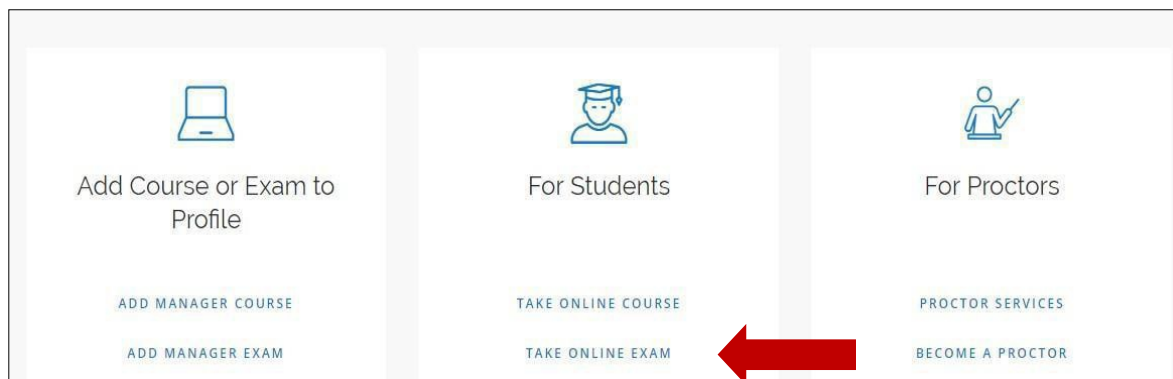 Add Course or Exam to
Profile
ADD MANAGER COURSE
ADD MANAGER EXAM
For Students
TAKE ONLINE COURSE
TAKE ONLINE EXAM
For Proctors
PROCTOR SERVICES
BECOME A PROCTOR